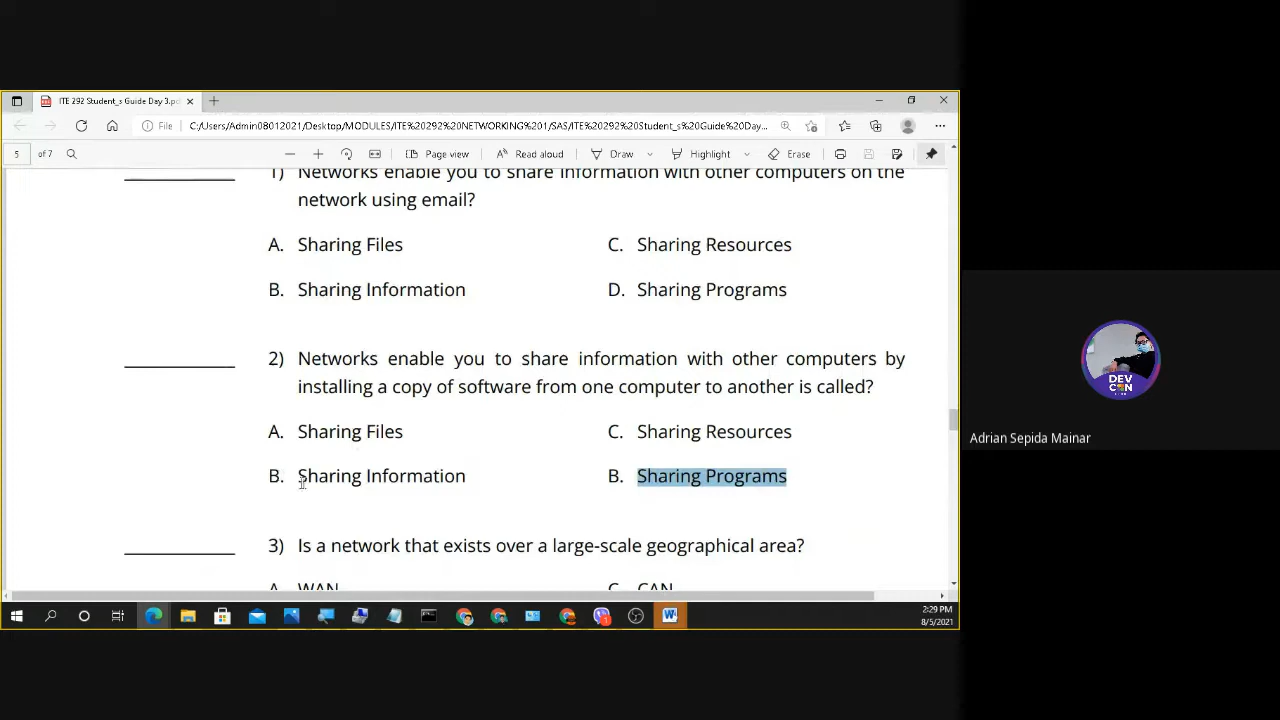 ITE 292 Student_s Guide Day 3.p
File C:/Users/Admin08012021/Desktop/MODULES/ITE%20292%20NETWORKING%201/SAS/ITE%20292%20Student_s%20Guide%20Day...
5 of 7 Page view Read aloud Draw Highlight Erase
1) Networks enable you to share information with other computers on the
network using email?
A. Sharing Files C. Sharing Resources
B. Sharing Information D. Sharing Programs
2) Networks enable you to share information with other computers by
installing a copy of software from one computer to another is called?
A. Sharing Files C. Sharing Resources
B. Sharing Information B. Sharing Programs
3) Is a network that exists over a large-scale geographical area?
A. WAN C. CAN
DEV
CON
Adrian Sepida Mainar
2:29 PM
8/5/2021